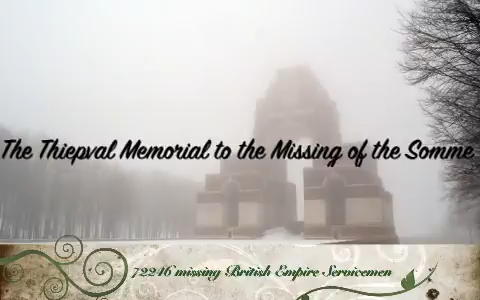 The Thiepval Memorial to the Missing of the Somme
72246 missing British Empire Servicemen